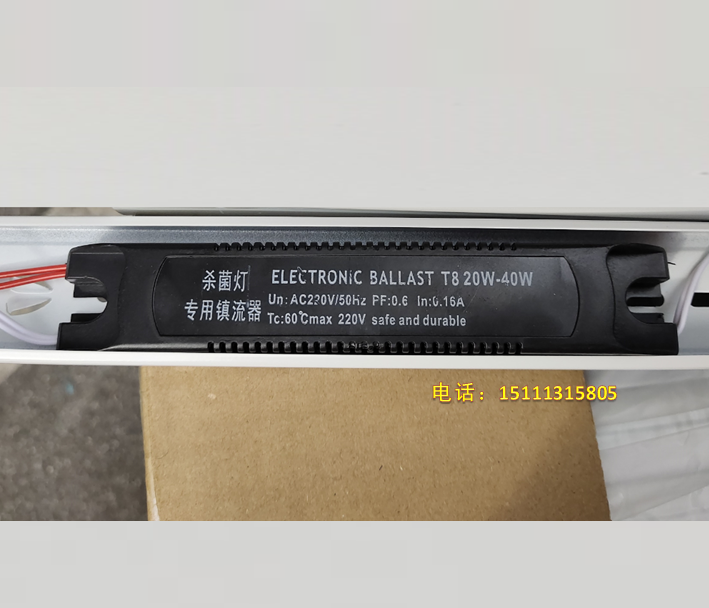 杀菌灯
专用镇流器
ELECTRONiC BALLAST T8 20W-40W
Un: AC220V/50Hz PF:0.6 In:0.16A
Tc:60℃max 220V safe and durable
电话：15111315805